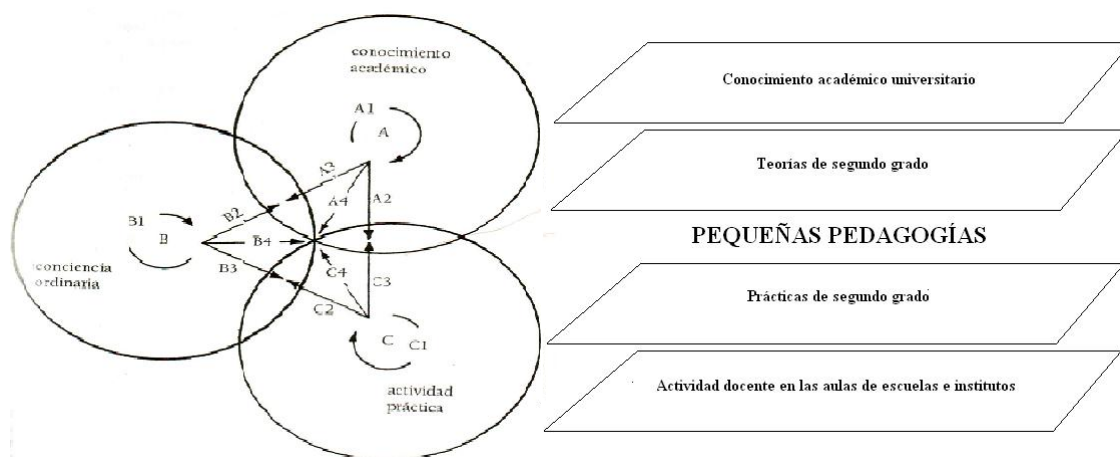 conocimiento
académico
A1
A
A3
A2
A4
B1
B
B2
B4
B3
conciencia
ordinaria
C4
C3
C2
C
C1
actividad
práctica
Conocimiento académico universitario
Teorías de segundo grado
PEQUEÑAS PEDAGOGÍAS
Prácticas de segundo grado
Actividad docente en las aulas de escuelas e institutos